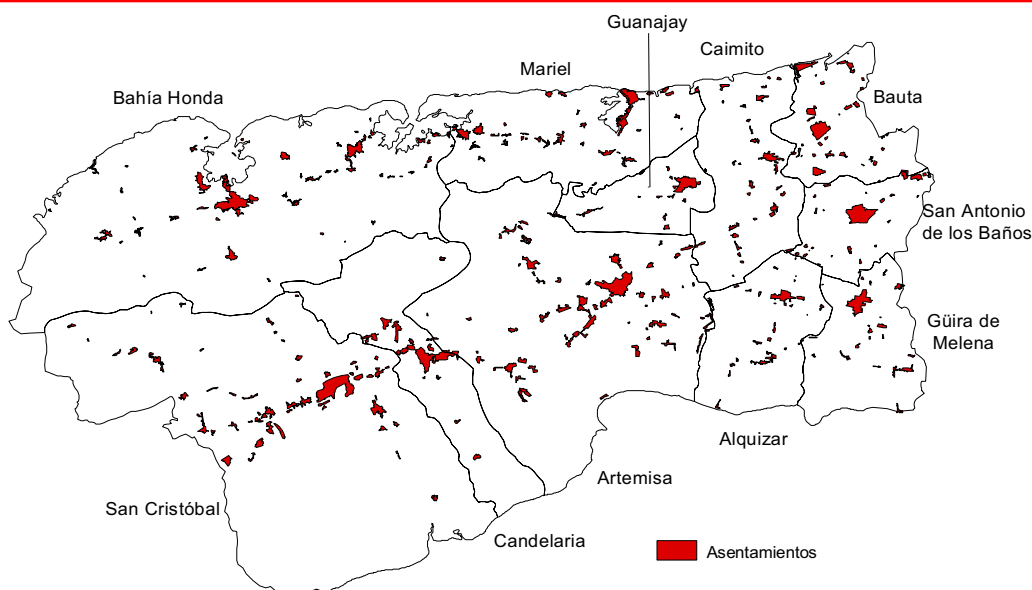 Guanajay
Caimito
Mariel
Bahía Honda
Bauta
San Antonio
de los Baños
Güira de
Melena
Alquizar
Artemisa
San Cristóbal
Candelaria
Asentamientos